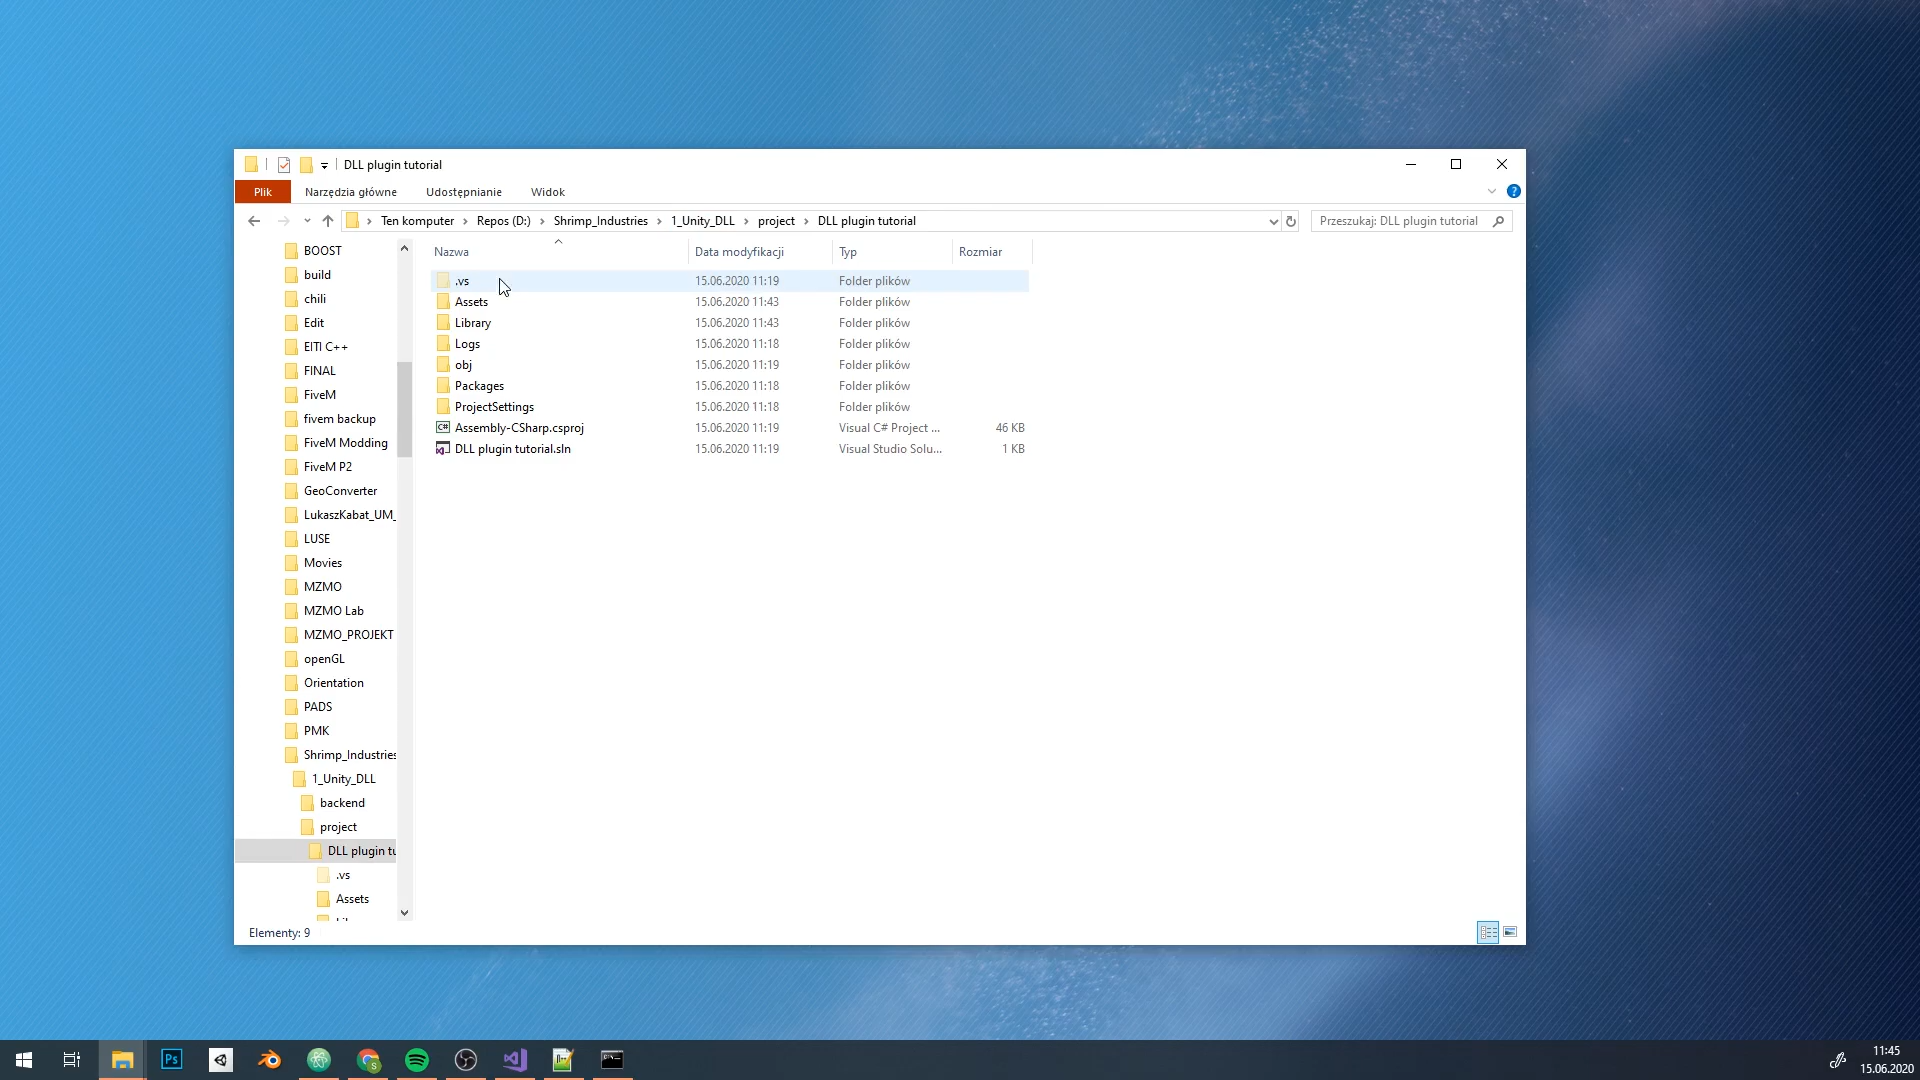 DLL plugin tutorial
Plik Narzędzia główne Udostępnianie Widok
Ten komputer Repos (D:) Shrimp_Industries 1_Unity_DLL project DLL plugin tutorial
Przeszukaj: DLL plugin tutorial
BOOST
build
chili
Edit
EITI C++
FINAL
FiveM
fivem backup
FiveM Modding
FiveM P2
GeoConverter
LukaszKabat_UM_
LUSE
Movies
MZMO
MZMO Lab
MZMO_PROJEKT
openGL
Orientation
PADS
PMK
Shrimp_Industries
1_Unity_DLL
backend
project
DLL plugin tu
.vs
Assets
Nazwa Data modyfikacji Typ Rozmiar
.vs 15.06.2020 11:19 Folder plików
Assets 15.06.2020 11:43 Folder plików
Library 15.06.2020 11:43 Folder plików
Logs 15.06.2020 11:18 Folder plików
obj 15.06.2020 11:19 Folder plików
Packages 15.06.2020 11:18 Folder plików
ProjectSettings 15.06.2020 11:18 Folder plików
Assembly-CSharp.csproj 15.06.2020 11:19 Visual C# Project ... 46 KB
DLL plugin tutorial.sln 15.06.2020 11:19 Visual Studio Solu... 1 KB
Elementy: 9
Ps
11:45
15.06.2020